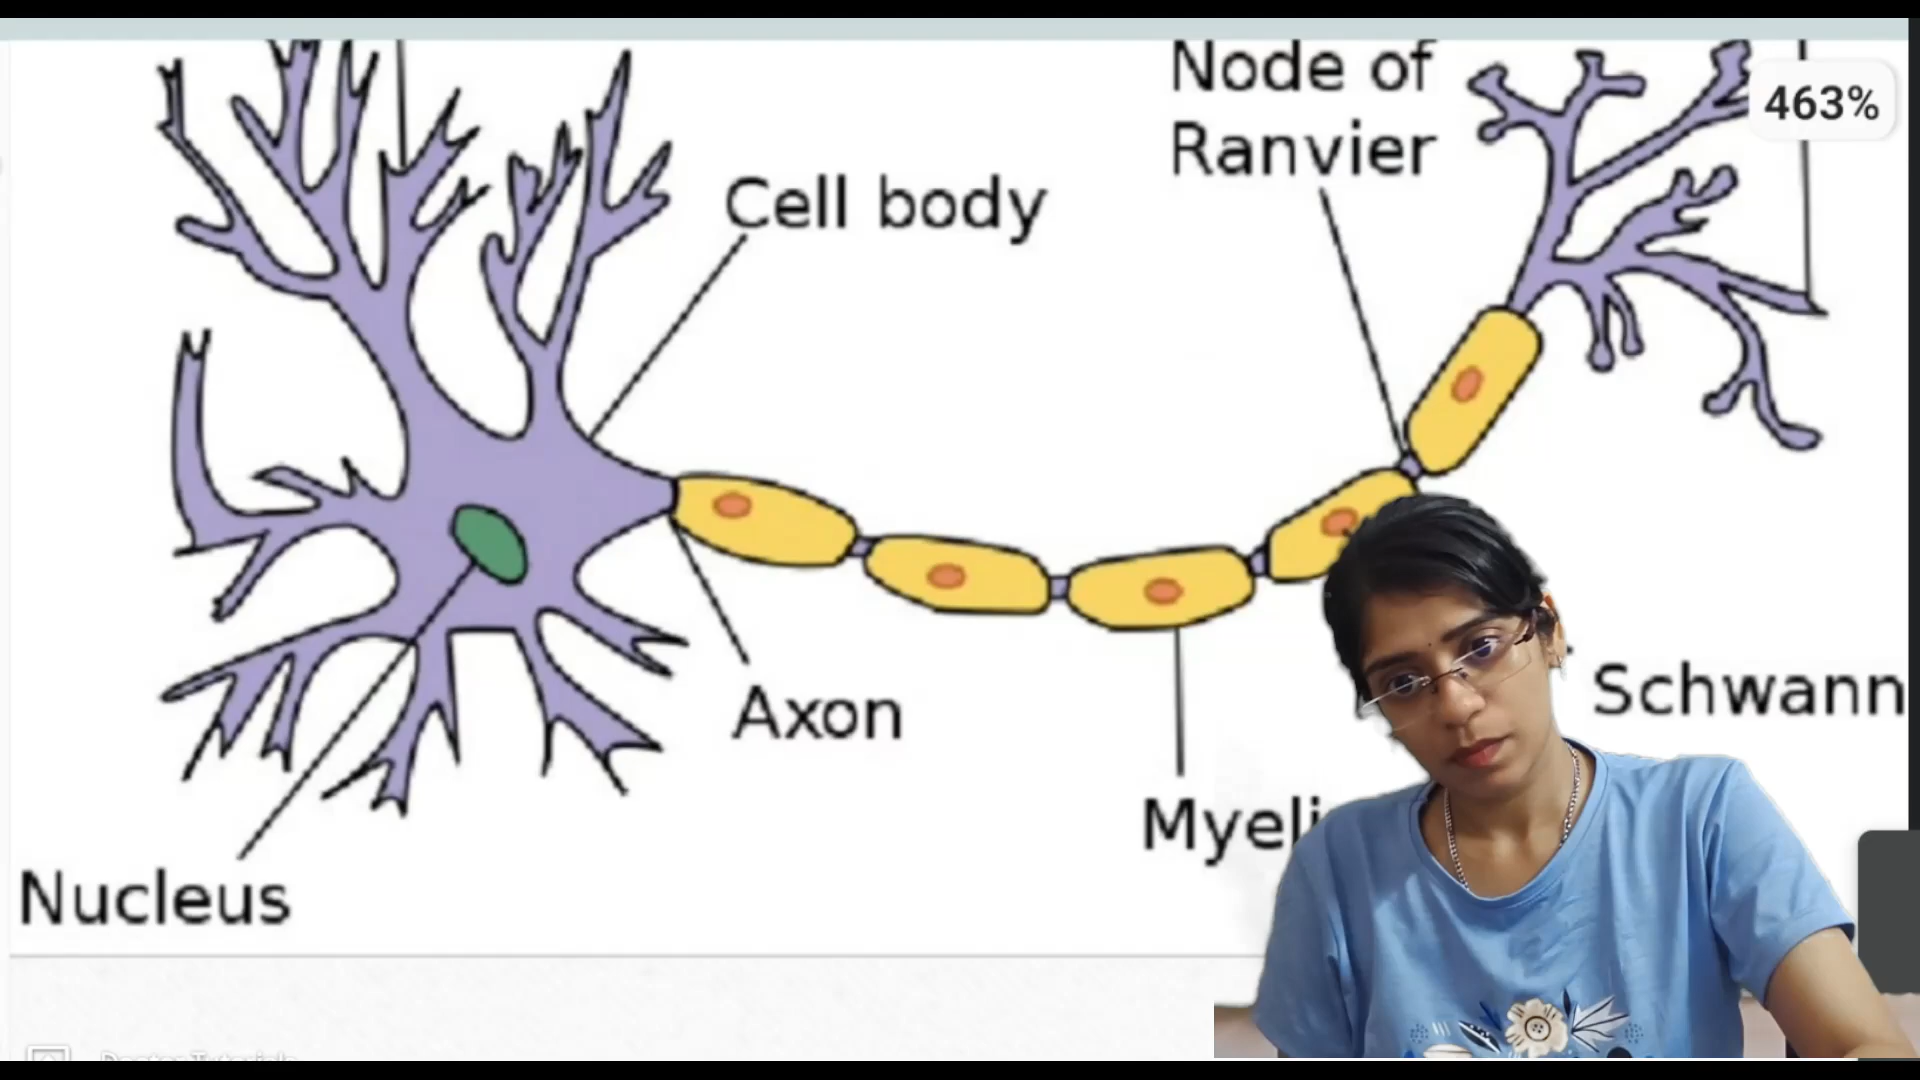 Node of
Ranvier
463%
Cell body
Schwann
Axon
Myeli
Nucleus